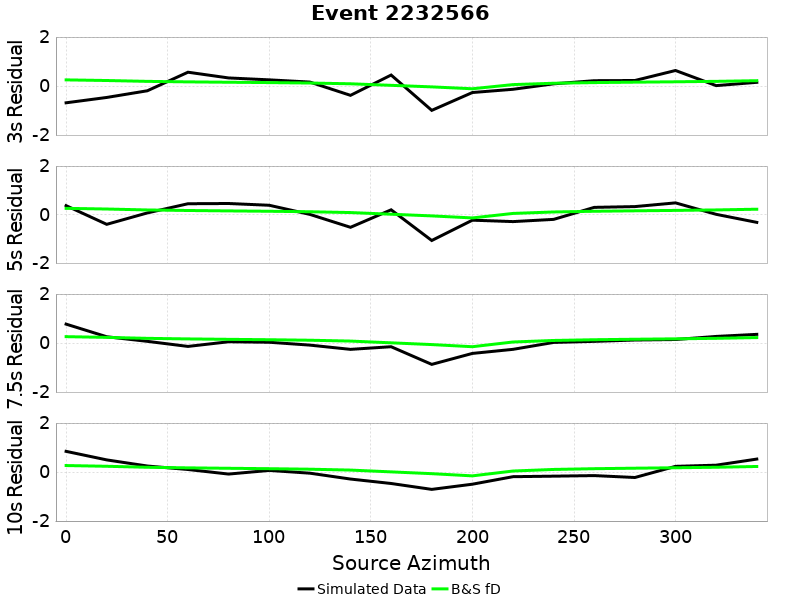 Event 2232566
3s Residual
2
0
-2
5s Residual
2
0
-2
7.5s Residual
2
0
-2
10s Residual
2
0
-2
0 50 100 150 200 250 300
Source Azimuth
Simulated Data B&S fD